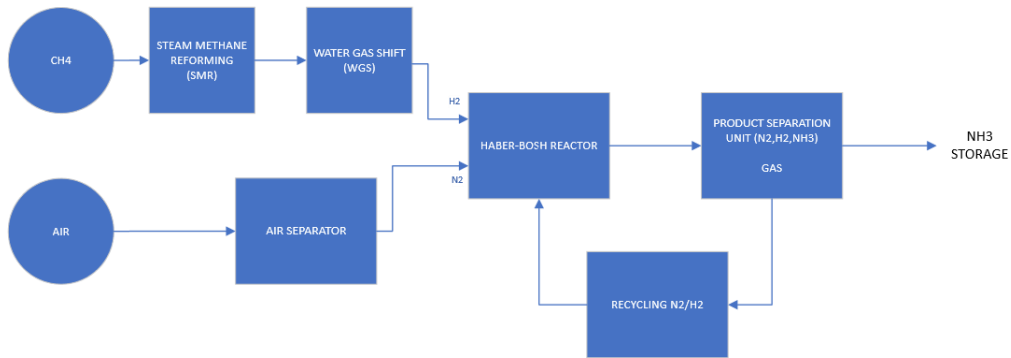 CH4
STEAM METHANE
REFORMING
(SMR)
WATER GAS SHIFT
(WGS)
H2
HABER-BOSH REACTOR
PRODUCT SEPARATION
UNIT (N2,H2,NH3)
GAS
NH3
STORAGE
N2
AIR
AIR SEPARATOR
RECYCLING N2/H2